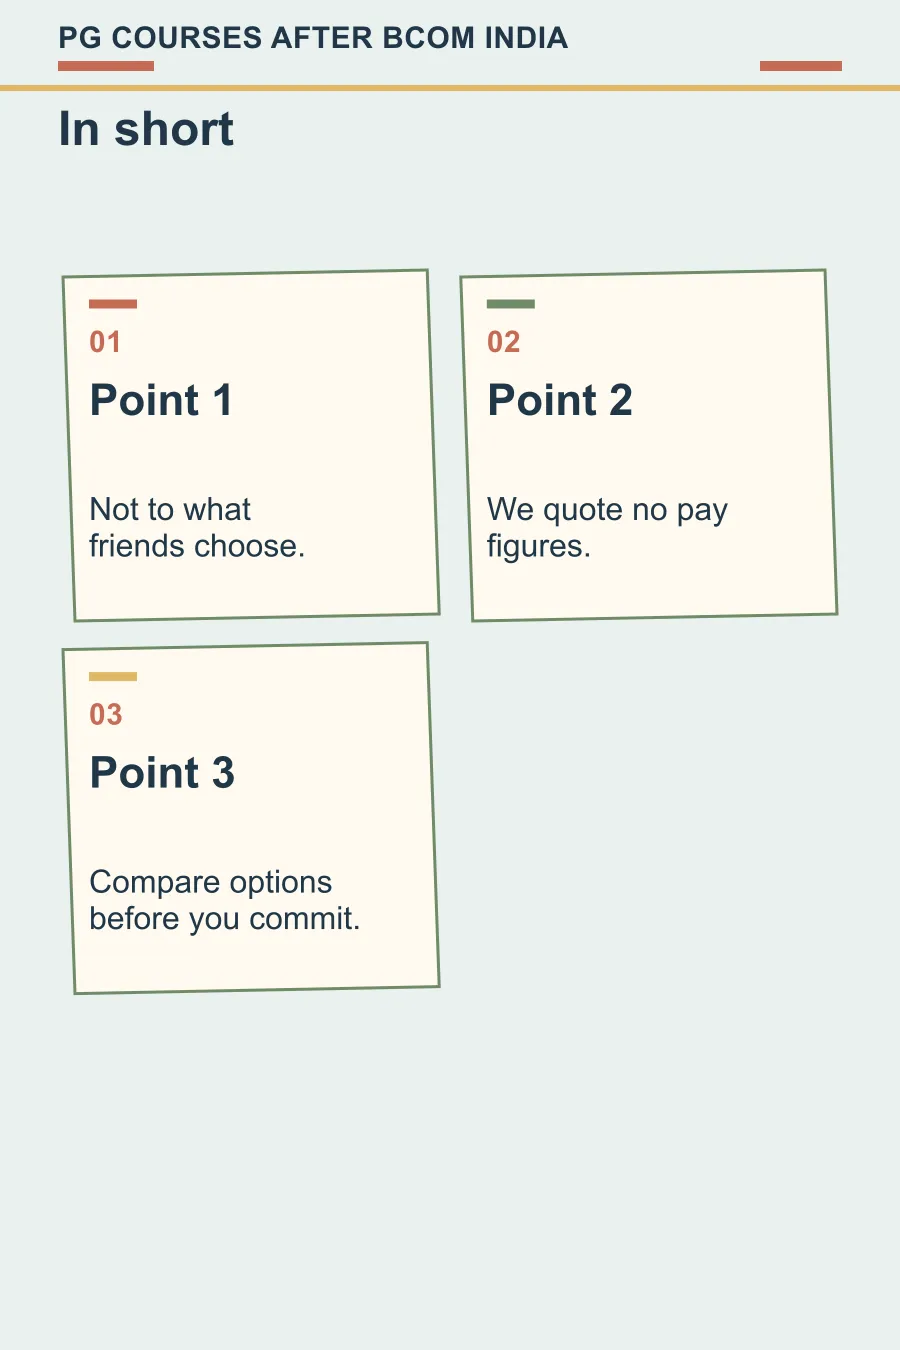 PG COURSES AFTER BCOM INDIA
In short
01
Point 1
Not to what
friends choose.
02
Point 2
We quote no pay
figures.
03
Point 3
Compare options
before you commit.